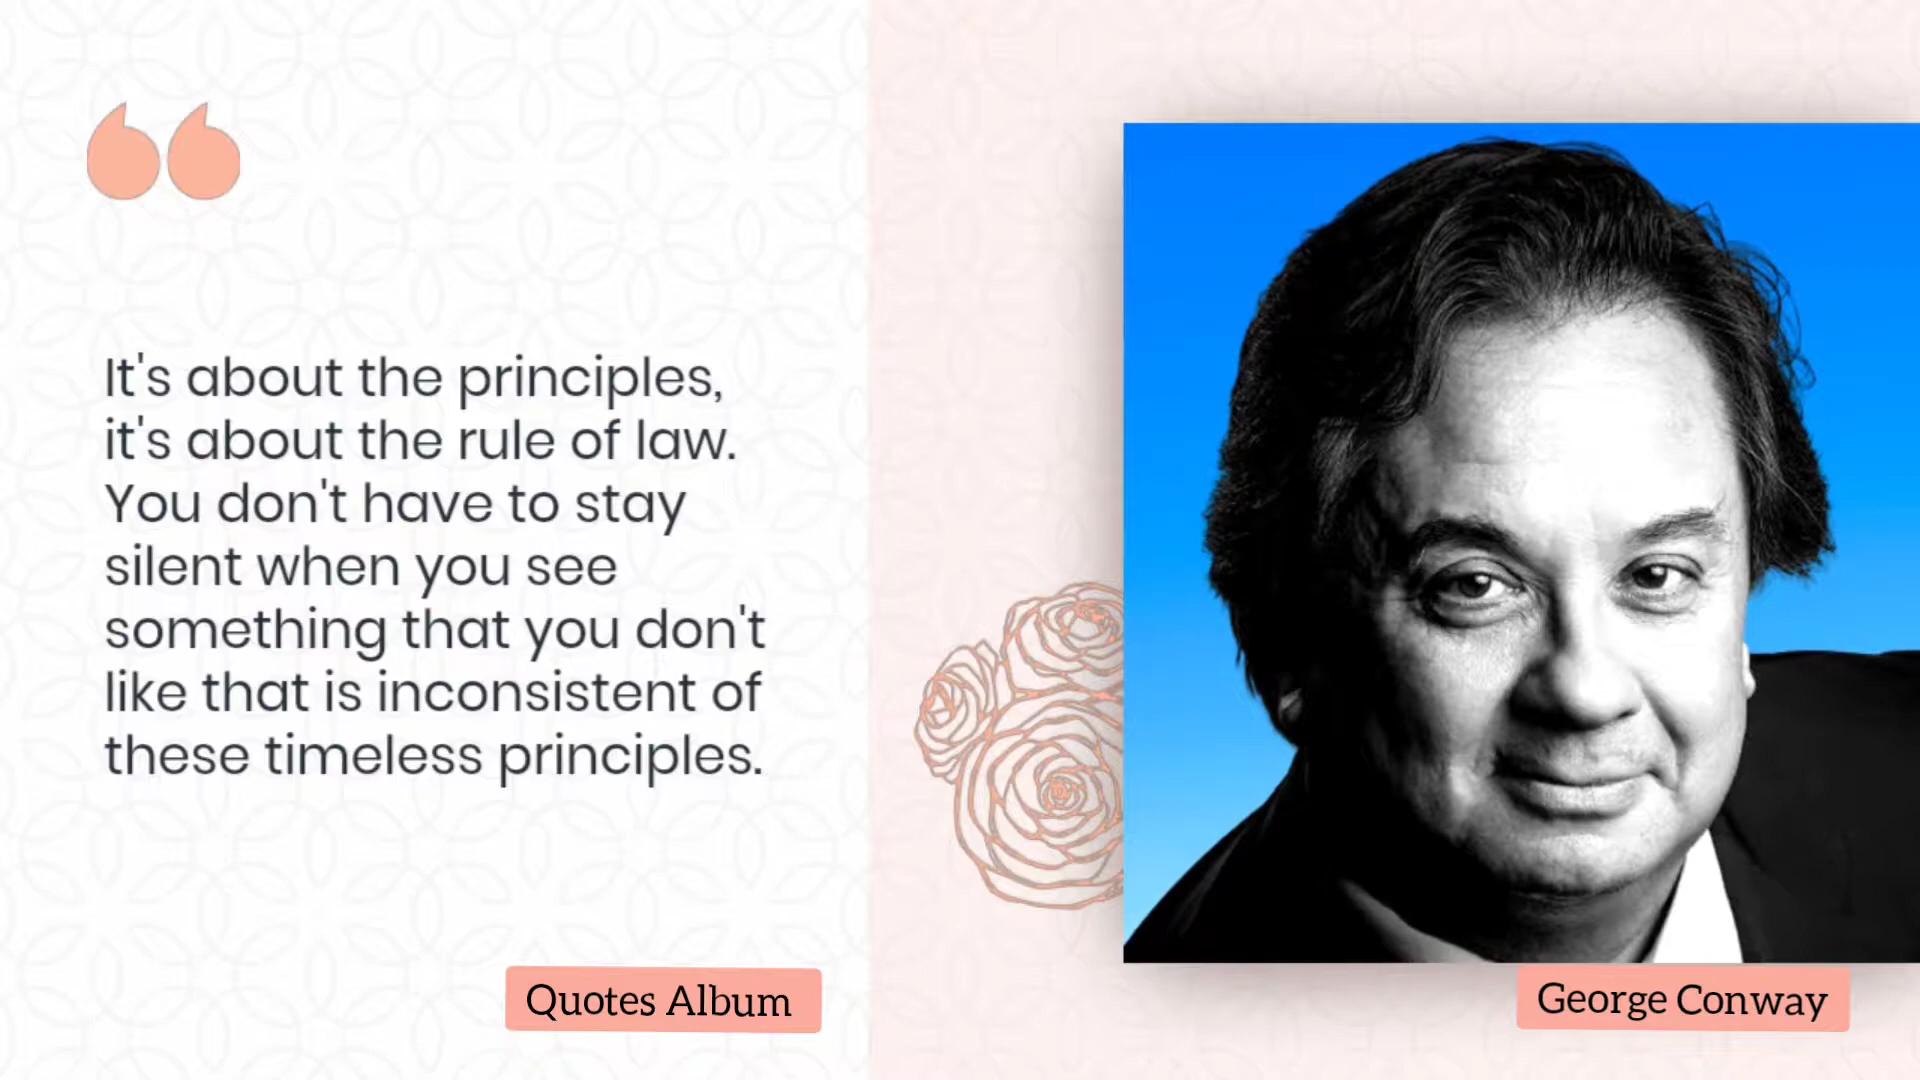 It's about the principles,
it's about the rule of law.
You don't have to stay
silent when you see
something that you don't
like that is inconsistent of
these timeless principles.
Quotes Album
George Conway